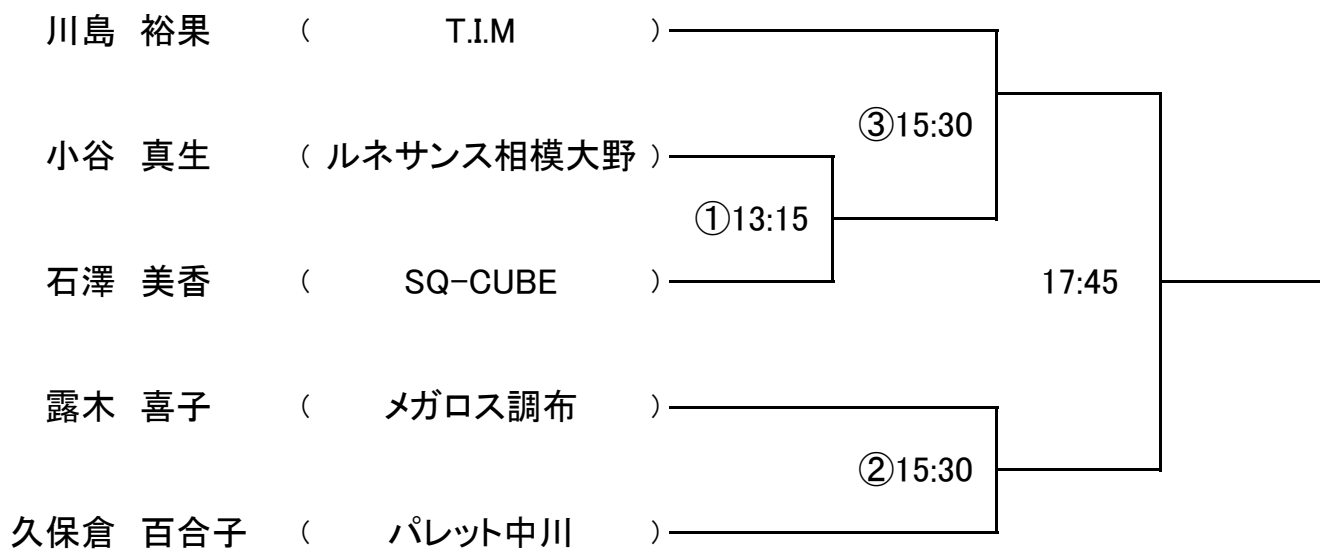 川島 裕果 ( T.I.M )
③15:30
小谷 真生 ( ルネサンス相模大野 )
①13:15
石澤 美香 ( SQ-CUBE )
17:45
露木 喜子 ( メガロス調布 )
②15:30
久保倉 百合子 ( パレット中川 )